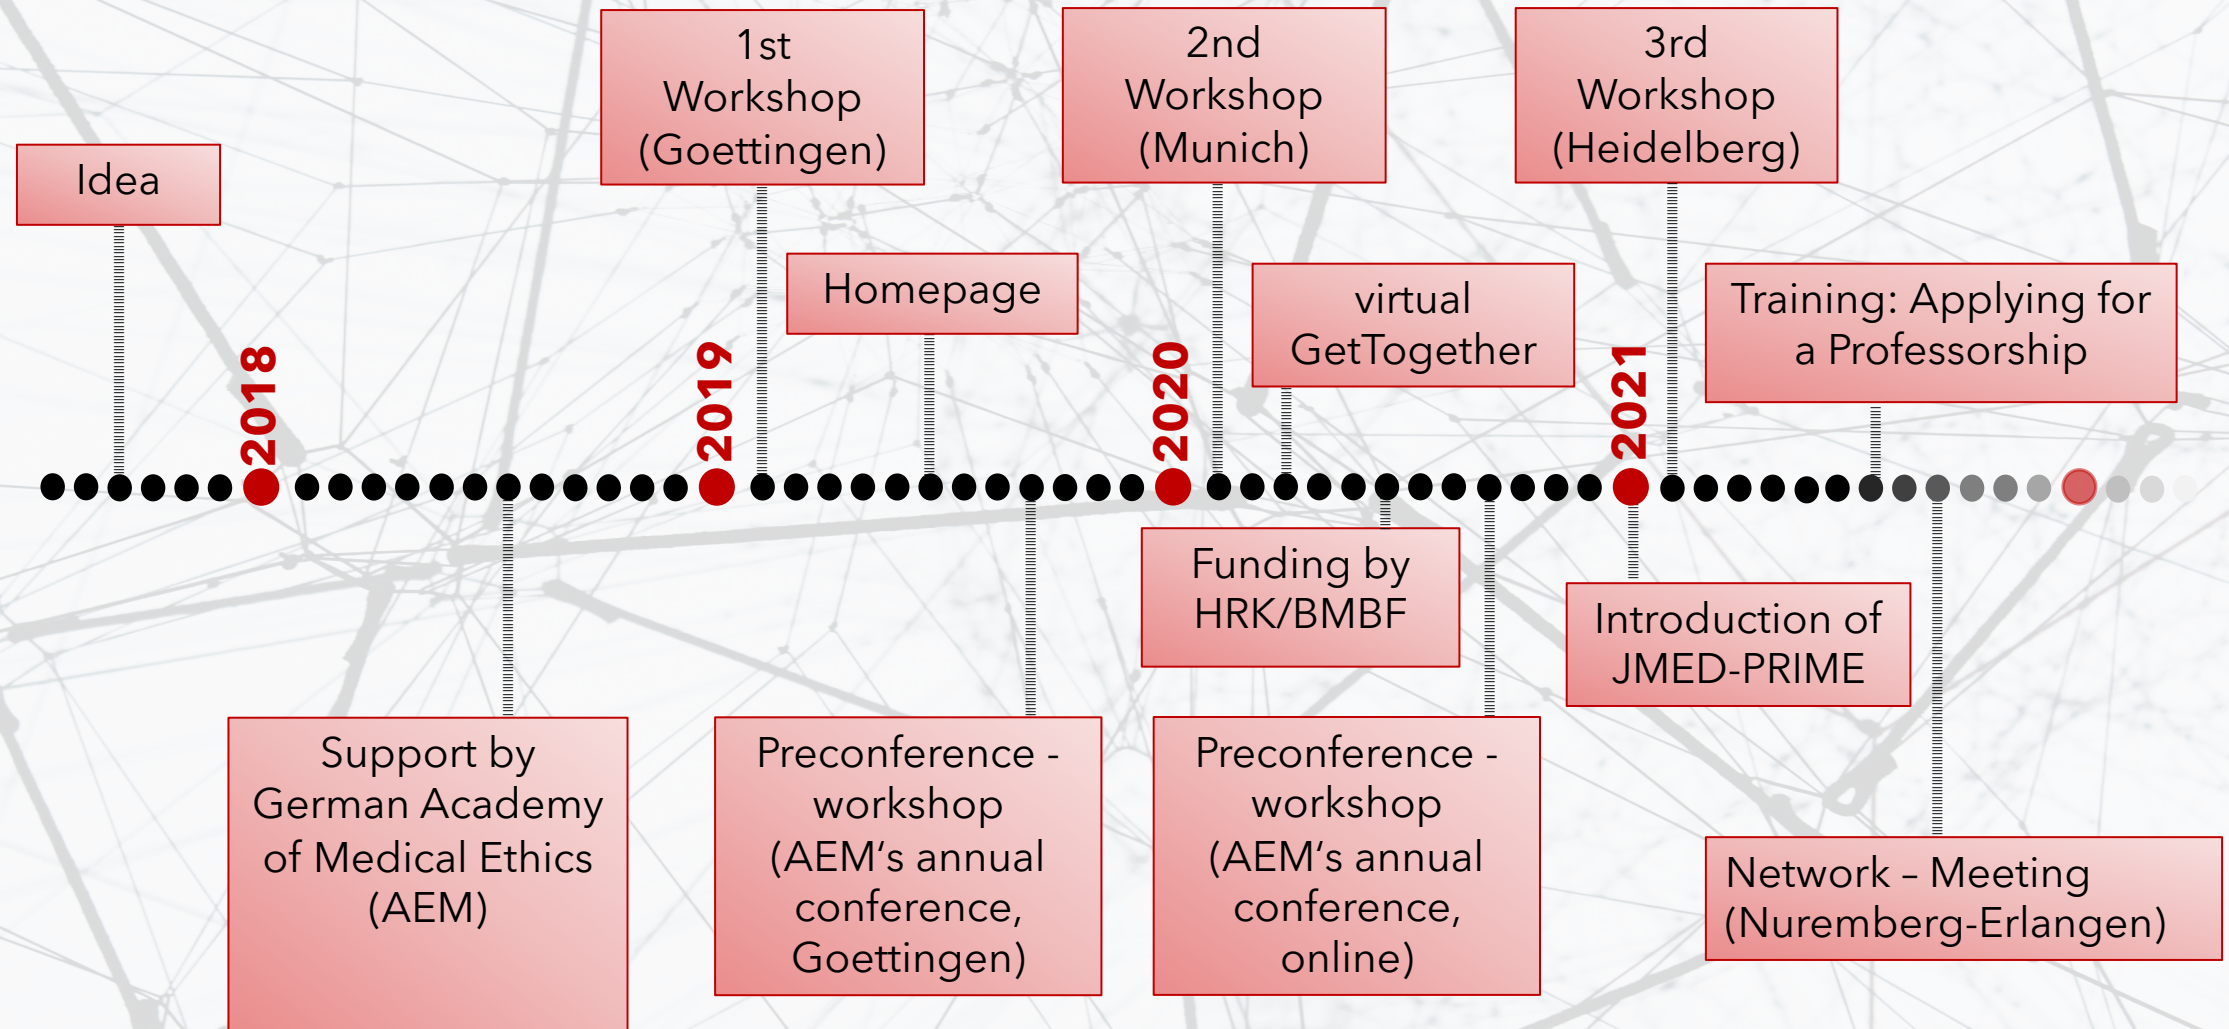 Idea
1st
Workshop
(Goettingen)
2nd
Workshop
(Munich)
3rd
Workshop
(Heidelberg)
Homepage
virtual
GetTogether
Training: Applying for
a Professorship
2018
2019
2020
2021
Funding by
HRK/BMBF
Introduction of
JMED-PRIME
Support by
German Academy
of Medical Ethics
(AEM)
Preconference -
workshop
(AEM‘s annual
conference,
Goettingen)
Preconference -
workshop
(AEM‘s annual
conference,
online)
Network – Meeting
(Nuremberg-Erlangen)